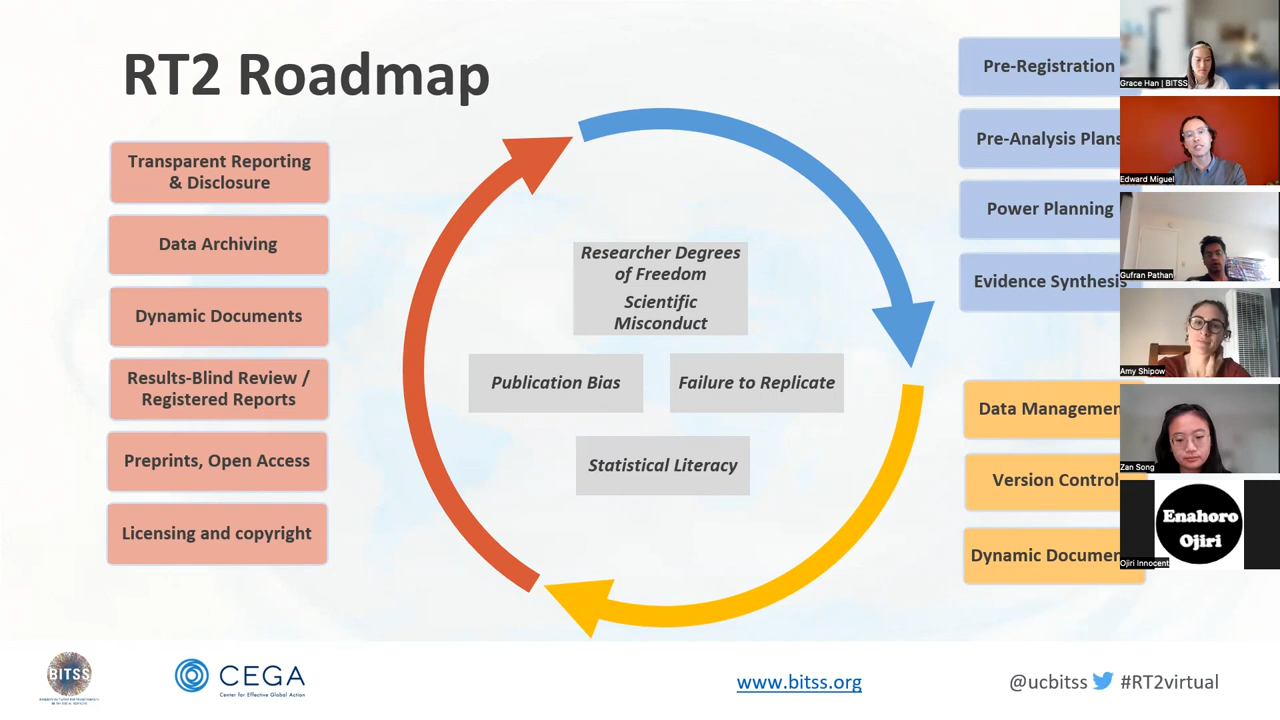 RT2 Roadmap
Transparent Reporting
& Disclosure
Data Archiving
Dynamic Documents
Results-Blind Review /
Registered Reports
Preprints, Open Access
Licensing and copyright
Researcher Degrees
of Freedom
Scientific
Misconduct
Publication Bias
Failure to Replicate
Statistical Literacy
Pre-Registration
Pre-Analysis Plans
Power Planning
Evidence Synthesis
Data Managemen
Version Control
Dynamic Documen
Grace Han | BITSS
Edward Miguel
Gufran Pathan
Amy Shipow
Zan Song
Enahoro
Ojiri
Ojiri Innocent
BITSS
CEGA
Center for Effective Global Action
www.bitss.org
@ucbitss #RT2virtual